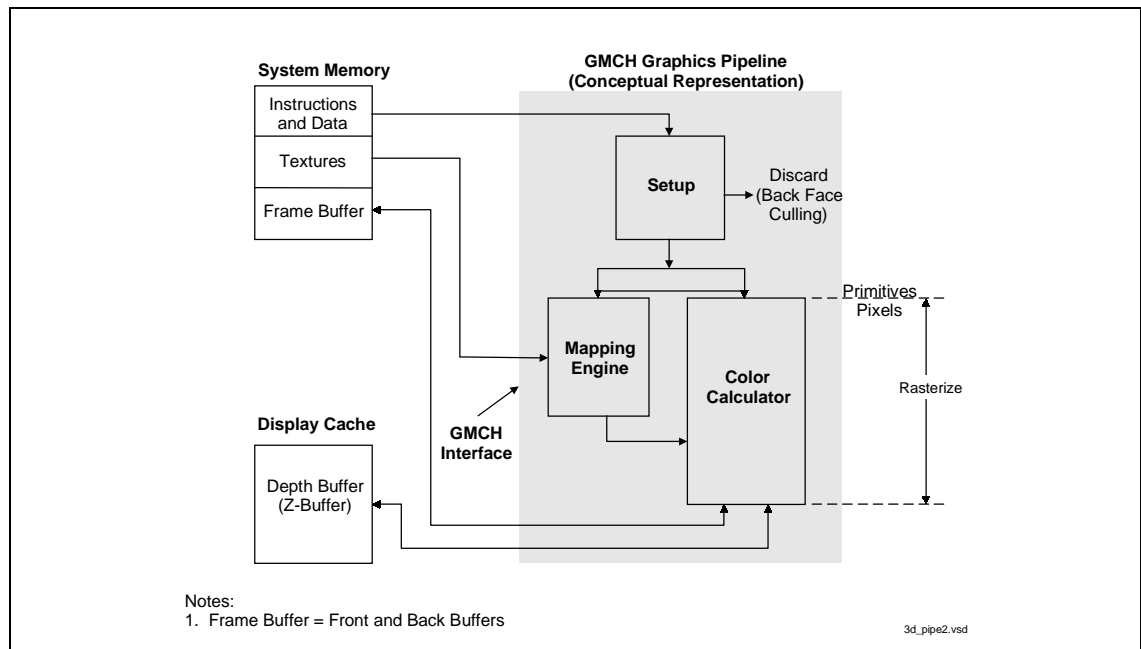 GMCH Graphics Pipeline
(Conceptual Representation)
System Memory
Instructions
and Data
Textures
Frame Buffer
Setup
Discard
(Back Face
Culling)
Primitives
Pixels
Mapping
Engine
Color
Calculator
Rasterize
GMCH
Interface
Display Cache
Depth Buffer
(Z-Buffer)
Notes:
1. Frame Buffer = Front and Back Buffers
3d_pipe2.vsd